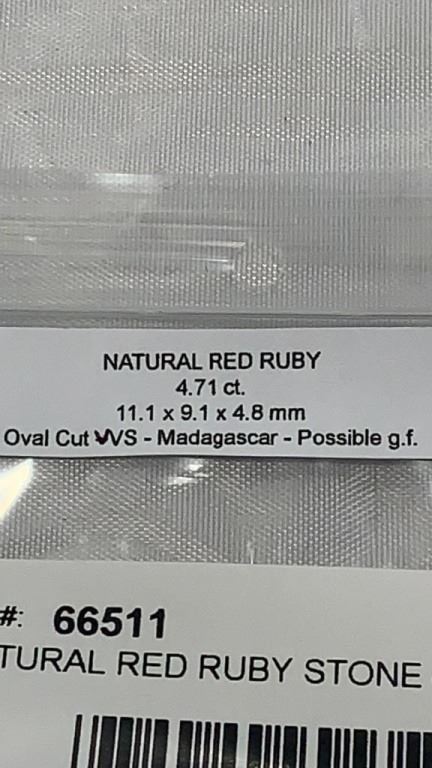 NATURAL RED RUBY
4.71 ct.
11.1 x 9.1 x 4.8 mm
Oval Cut VVS - Madagascar - Possible g.f.
#: 66511
TURAL RED RUBY STONE